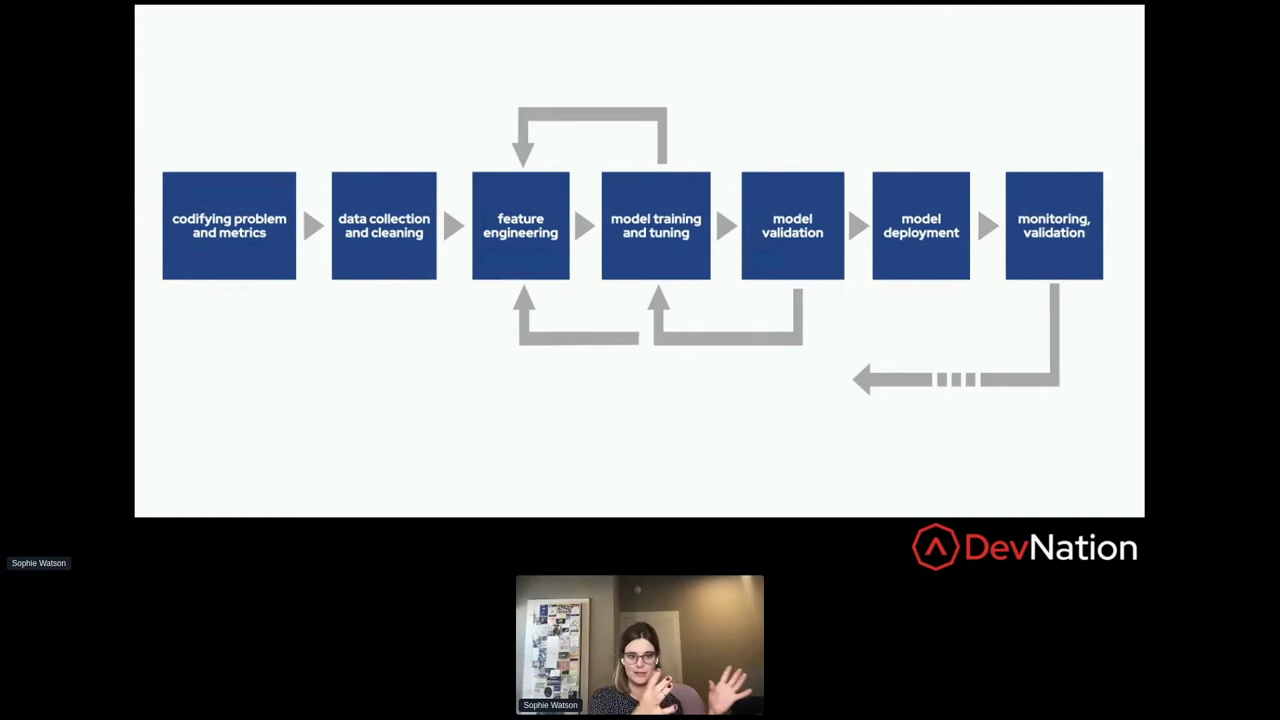 codifying problem
and metrics
data collection
and cleaning
feature
engineering
model training
and tuning
model
validation
model
deployment
monitoring,
validation
DevNation
Sophie Watson
Sophie Watson